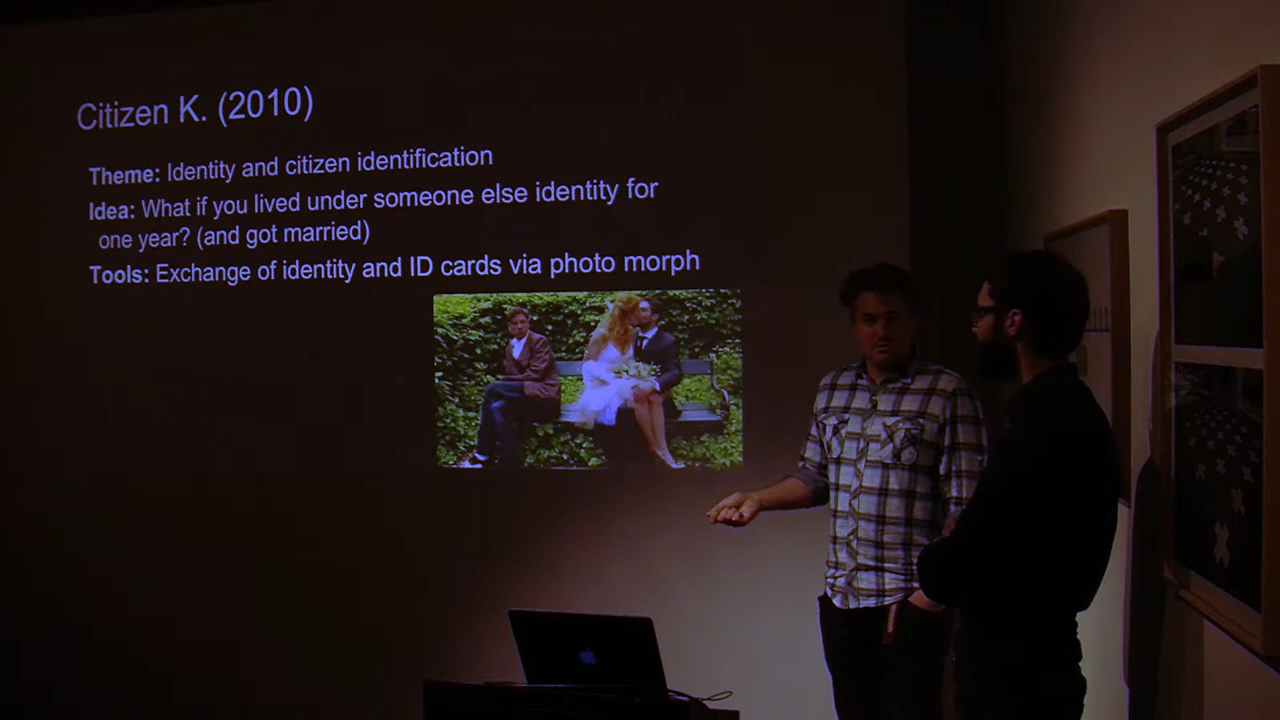 Citizen K. (2010)
Theme: Identity and citizen identification
Idea: What if you lived under someone else identity for
one year? (and got married)
Tools: Exchange of identity and ID cards via photo morph